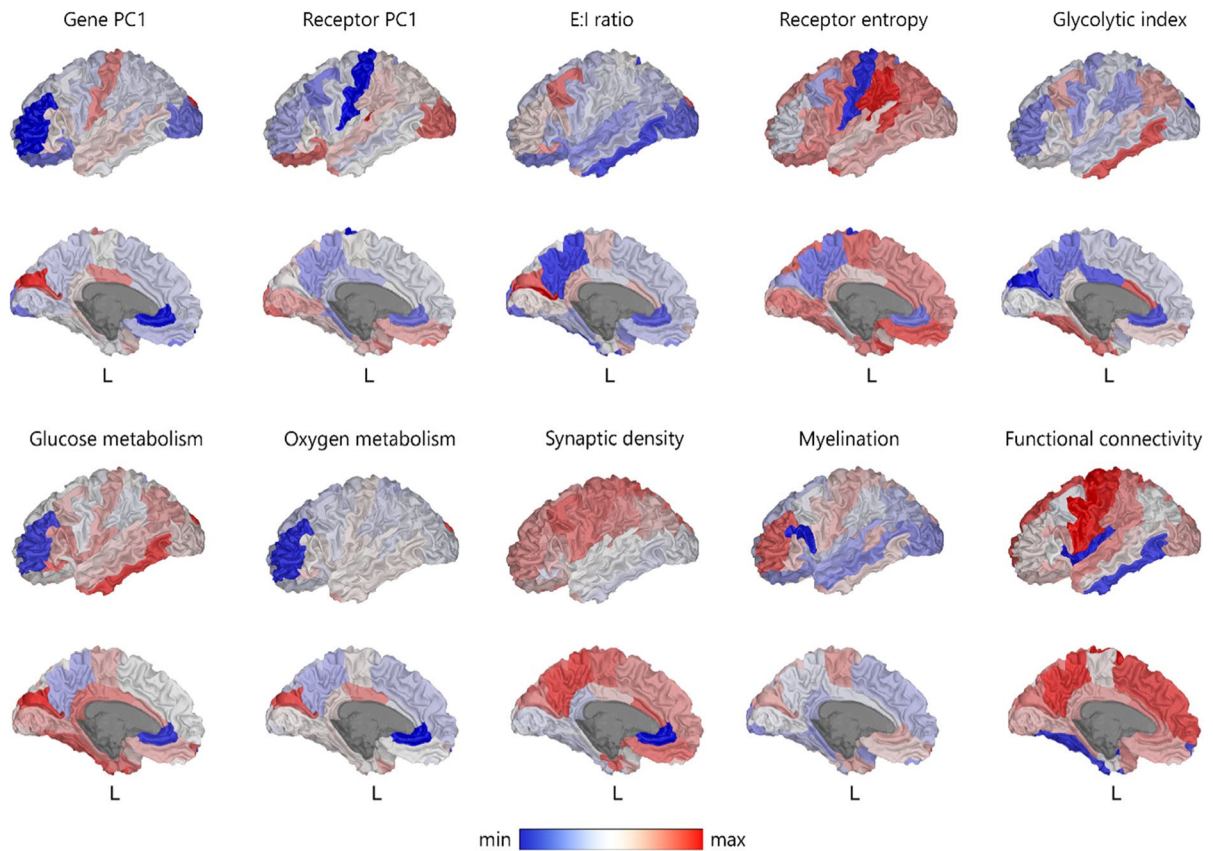 Gene PC1 Receptor PC1 E:I ratio Receptor entropy Glycolytic index
L L L L L
Glucose metabolism Oxygen metabolism Synaptic density Myelination Functional connectivity
L L L L L
min max